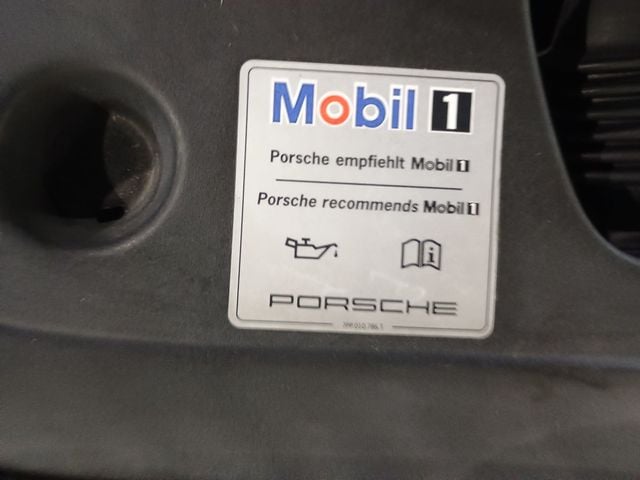 Mobil 1
Porsche empfiehlt Mobil 1
Porsche recommends Mobil 1
i
PORSCHE